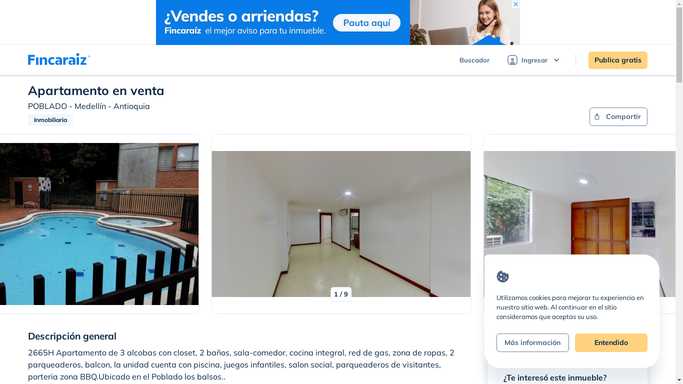 ¿Vendes o arriendas?
Fincaraíz el mejor aviso para tu inmueble.
Pauta aquí
Fincaraíz
Buscador
Ingresar
Publica gratis
Apartamento en venta
POBLADO - Medellín - Antioquia
Inmobiliaria
Compartir
1 / 9
Utilizamos cookies para mejorar tu experiencia en
nuestro sitio web. Al continuar en el sitio
consideramos que aceptas su uso.
Más información
Entendido
Descripción general
2665H Apartamento de 3 alcobas con closet, 2 baños, sala-comedor, cocina integral, red de gas, zona de ropas, 2
parqueaderos, balcon, la unidad cuenta con piscina, juegos infantiles, salon social, parqueaderos de visitantes,
porteria zona BBQ.Ubicado en el Poblado los balsos..
¿Te interesó este inmueble?